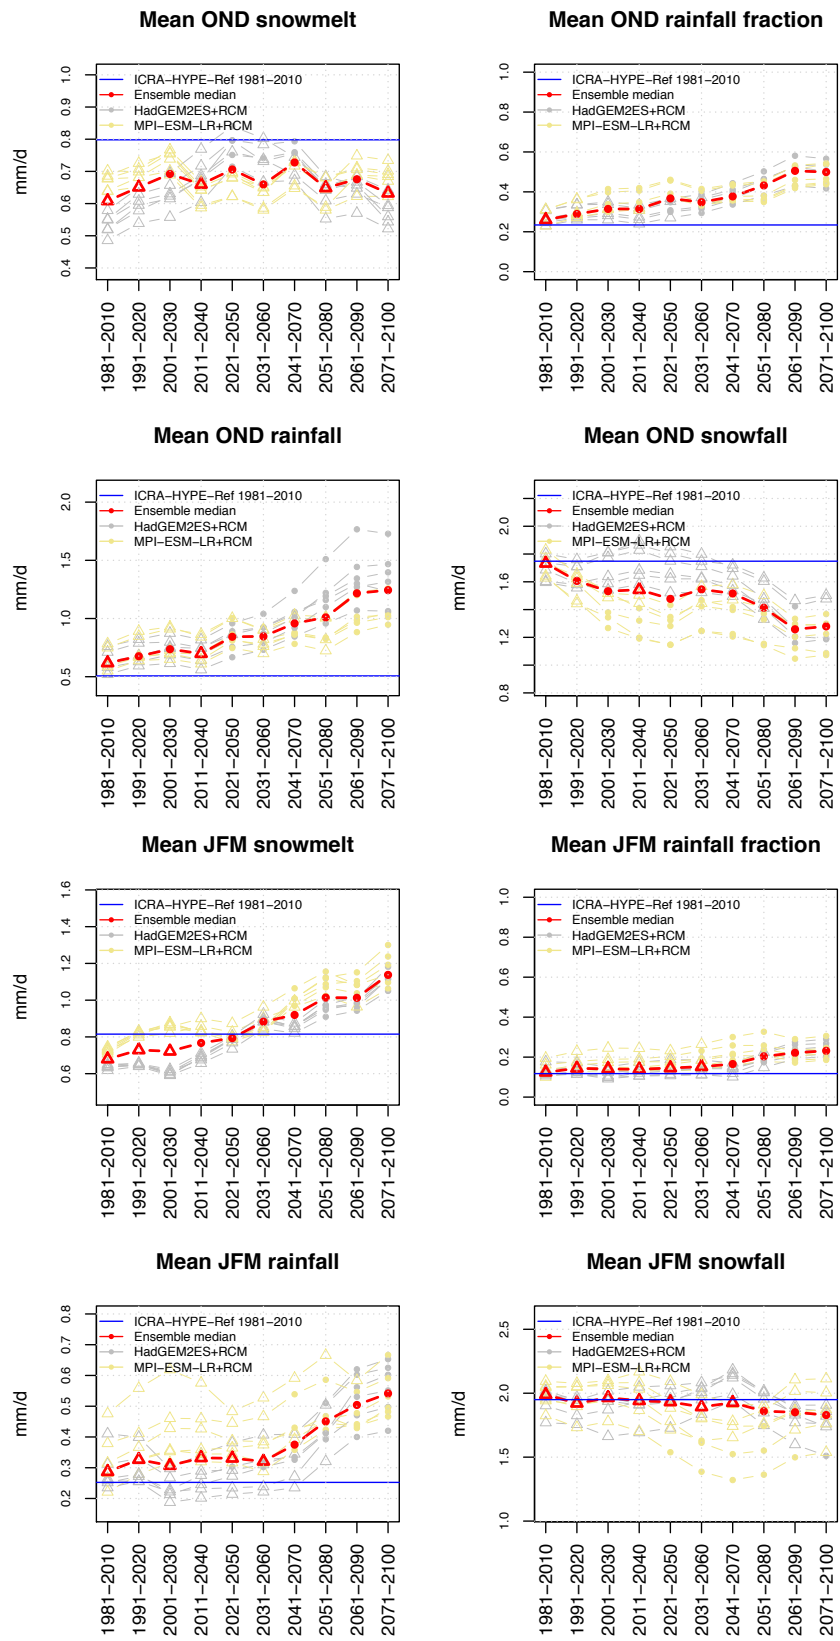 Mean OND snowmelt
mm/d
0.4 0.5 0.6 0.7 0.8 0.9 1.0
ICRA−HYPE−Ref 1981−2010
Ensemble median
HadGEM2ES+RCM
MPI−ESM−LR+RCM
1981−2010
1991−2020
2001−2030
2011−2040
2021−2050
2031−2060
2041−2070
2051−2080
2061−2090
2071−2100
Mean OND rainfall fraction
0.0 0.2 0.4 0.6 0.8 1.0
ICRA−HYPE−Ref 1981−2010
Ensemble median
HadGEM2ES+RCM
MPI−ESM−LR+RCM
1981−2010
1991−2020
2001−2030
2011−2040
2021−2050
2031−2060
2041−2070
2051−2080
2061−2090
2071−2100
Mean OND rainfall
mm/d
0.5 1.0 1.5 2.0
ICRA−HYPE−Ref 1981−2010
Ensemble median
HadGEM2ES+RCM
MPI−ESM−LR+RCM
1981−2010
1991−2020
2001−2030
2011−2040
2021−2050
2031−2060
2041−2070
2051−2080
2061−2090
2071−2100
Mean OND snowfall
mm/d
0.8 1.2 1.6 2.0
ICRA−HYPE−Ref 1981−2010
Ensemble median
HadGEM2ES+RCM
MPI−ESM−LR+RCM
1981−2010
1991−2020
2001−2030
2011−2040
2021−2050
2031−2060
2041−2070
2051−2080
2061−2090
2071−2100
Mean JFM snowmelt
mm/d
0.6 0.8 1.0 1.2 1.4 1.6
ICRA−HYPE−Ref 1981−2010
Ensemble median
HadGEM2ES+RCM
MPI−ESM−LR+RCM
1981−2010
1991−2020
2001−2030
2011−2040
2021−2050
2031−2060
2041−2070
2051−2080
2061−2090
2071−2100
Mean JFM rainfall fraction
0.0 0.2 0.4 0.6 0.8 1.0
ICRA−HYPE−Ref 1981−2010
Ensemble median
HadGEM2ES+RCM
MPI−ESM−LR+RCM
1981−2010
1991−2020
2001−2030
2011−2040
2021−2050
2031−2060
2041−2070
2051−2080
2061−2090
2071−2100
Mean JFM rainfall
mm/d
0.2 0.3 0.4 0.5 0.6 0.7 0.8
ICRA−HYPE−Ref 1981−2010
Ensemble median
HadGEM2ES+RCM
MPI−ESM−LR+RCM
1981−2010
1991−2020
2001−2030
2011−2040
2021−2050
2031−2060
2041−2070
2051−2080
2061−2090
2071−2100
Mean JFM snowfall
mm/d
1.0 1.5 2.0 2.5
ICRA−HYPE−Ref 1981−2010
Ensemble median
HadGEM2ES+RCM
MPI−ESM−LR+RCM
1981−2010
1991−2020
2001−2030
2011−2040
2021−2050
2031−2060
2041−2070
2051−2080
2061−2090
2071−2100